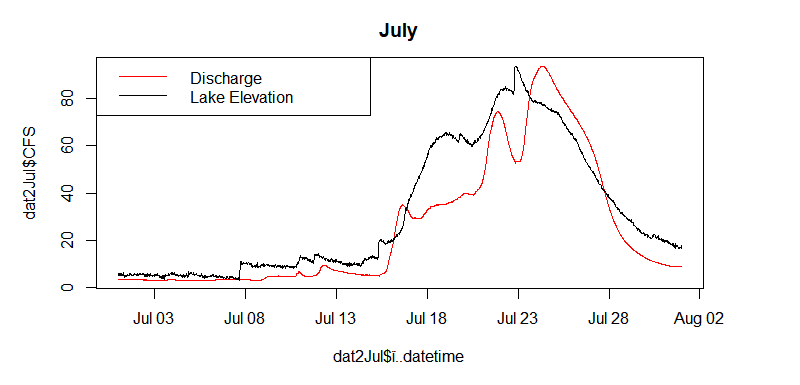 July
Discharge
Lake Elevation
dat2Jul$CFS
80
60
40
20
0
Jul 03 Jul 08 Jul 13 Jul 18 Jul 23 Jul 28 Aug 02
dat2Jul$ī..datetime